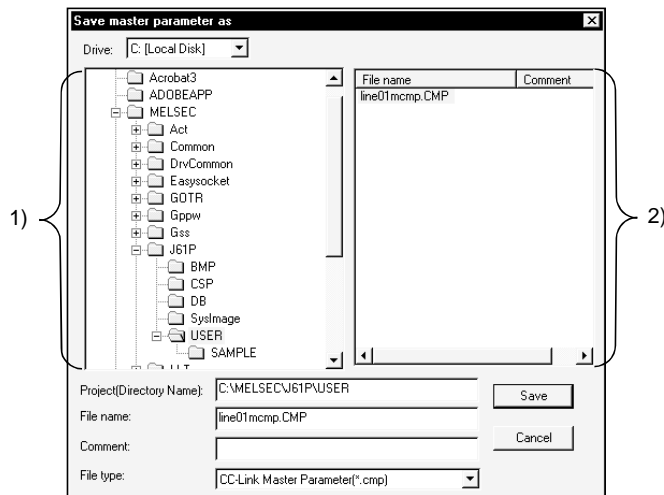 Save master parameter as
Drive: C: [Local Disk]
Acrobat3
ADOBEAPP
MELSEC
Act
Common
DrvCommon
Easysocket
GOTR
Gppw
Gss
J61P
BMP
CSP
DB
SysImage
USER
SAMPLE
1)
File name Comment
line01mcmp.CMP
2)
Project(Directory Name): C:\MELSEC\J61P\USER
Save
File name: line01mcmp.CMP
Comment:
Cancel
File type: CC-Link Master Parameter(*.cmp)